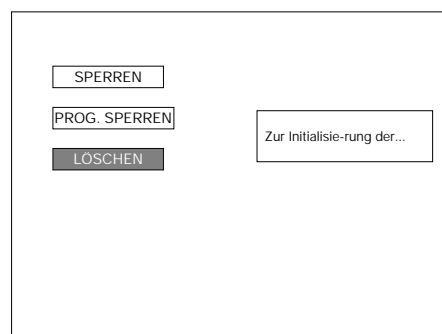 SPERREN
PROG. SPERREN
Zur Initialisie-rung der...
LÖSCHEN